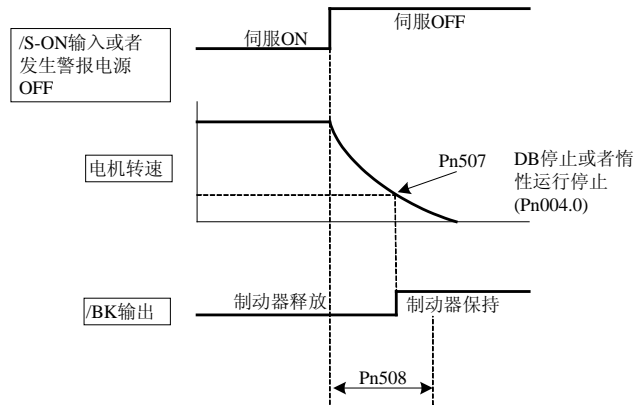 伺服OFF
/S-ON输入或者
发生警报电源
OFF
伺服ON
Pn507
DB停止或者惰
性运行停止
(Pn004.0)
电机转速
制动器释放
制动器保持
/BK输出
Pn508